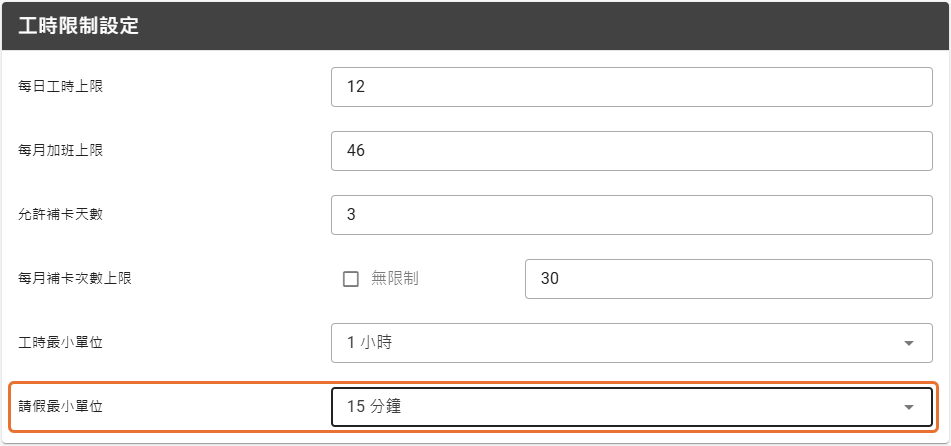 工時限制設定
每日工時上限 12
每月加班上限 46
允許補卡天數 3
每月補卡次數上限 無限制 30
工時最小單位 1 小時
請假最小單位 15 分鐘